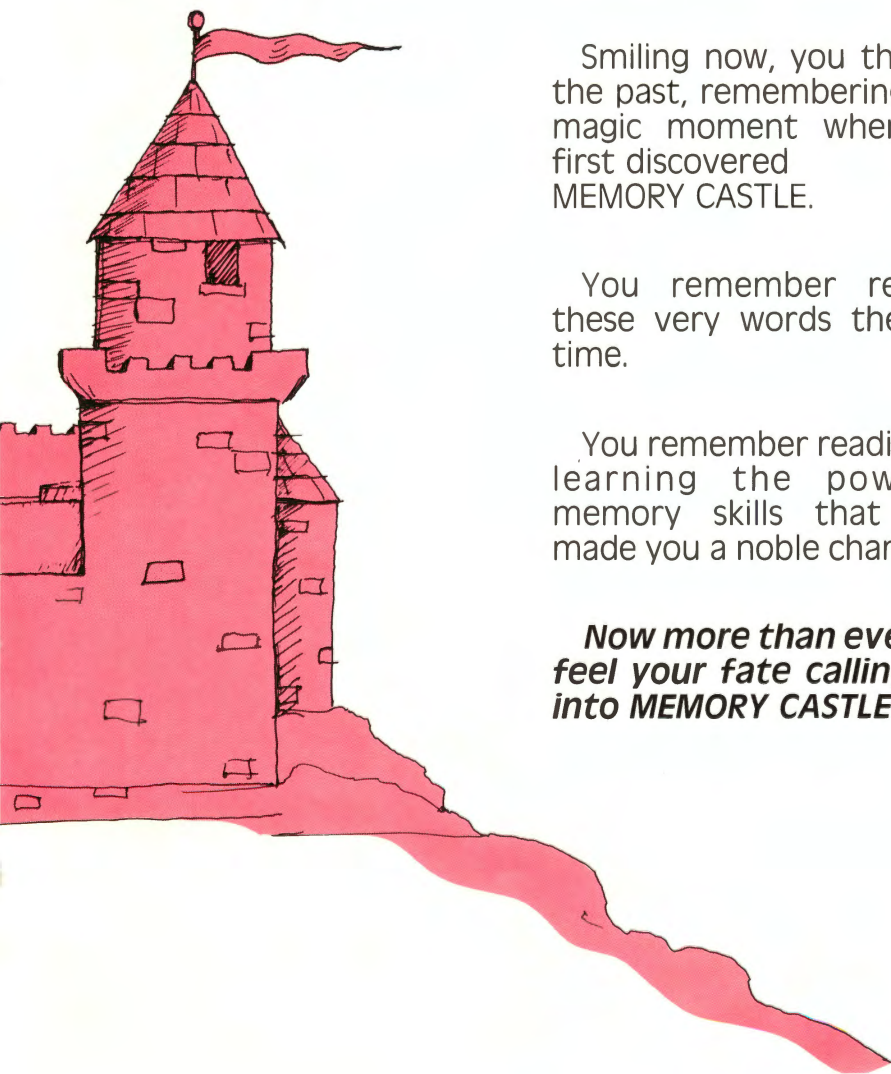 Smiling now, you th
the past, remembering
magic moment when
first discovered
MEMORY CASTLE.
You remember re
these very words the
time.
You remember readi
learning the pow
memory skills that
made you a noble char
Now more than eve
feel your fate callin
into MEMORY CASTLE